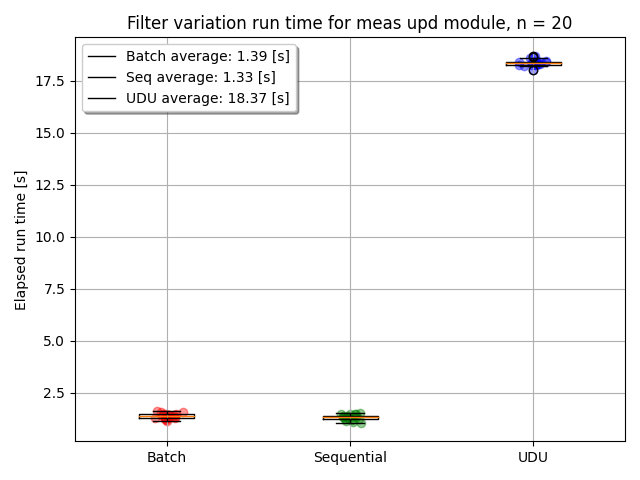 Filter variation run time for meas upd module, n = 20
Batch average: 1.39 [s]
Seq average: 1.33 [s]
UDU average: 18.37 [s]
Elapsed run time [s]
17.5
15.0
12.5
10.0
7.5
5.0
2.5
Batch
Sequential
UDU